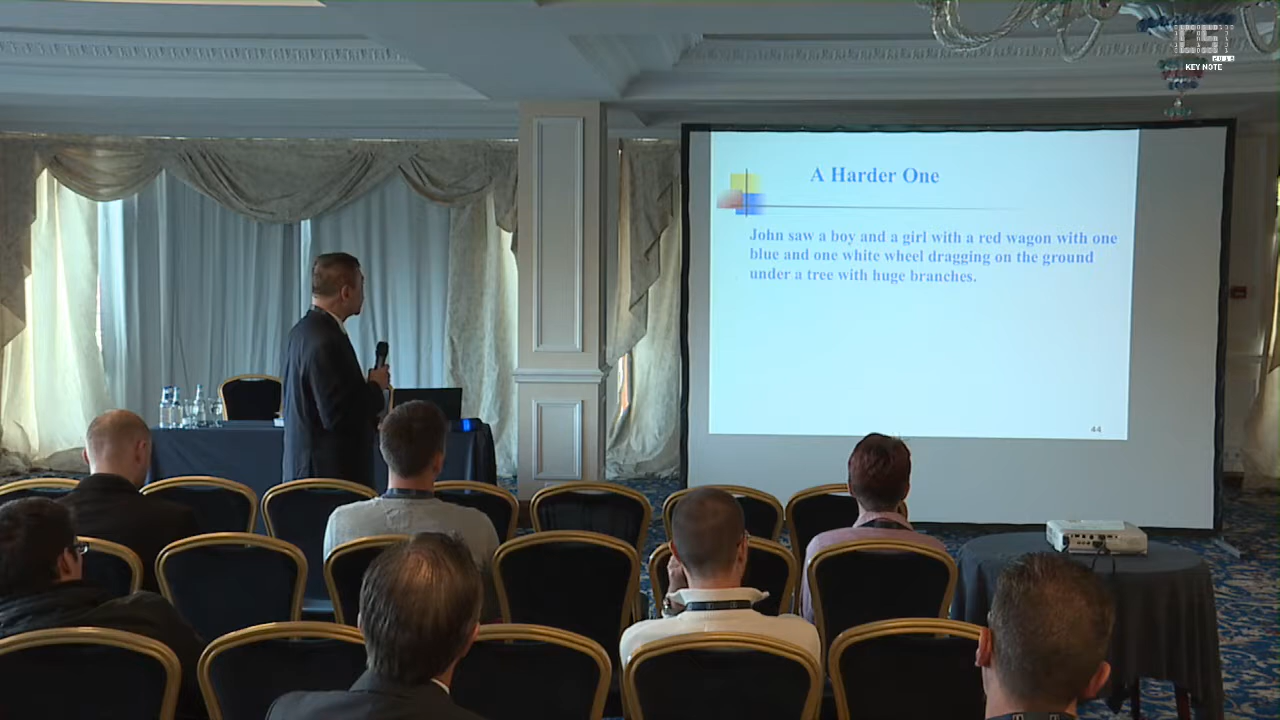 KEY NOTE
A Harder One
John saw a boy and a girl with a red wagon with one
blue and one white wheel dragging on the ground
under a tree with huge branches.
44